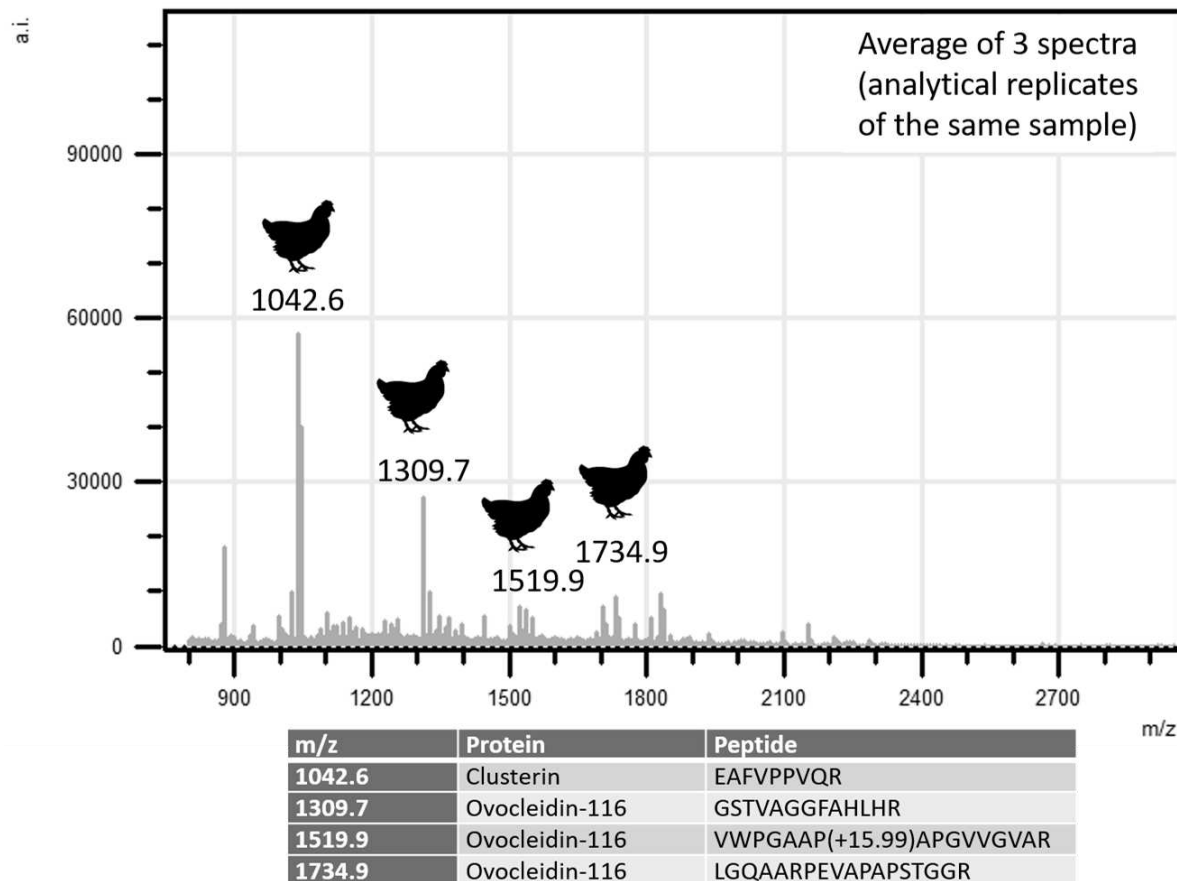 a.i.
Average of 3 spectra
(analytical replicates
of the same sample)
90000
1042.6
60000
1309.7
30000
1734.9
1519.9
0
900 1200 1500 1800 2100 2400 2700
m/z
m/z Protein Peptide
1042.6 Clusterin EAFVPPVQR
1309.7 Ovocleidin-116 GSTVAGGFAHLHR
1519.9 Ovocleidin-116 VWPGAAP(+15.99)APGVVGVAR
1734.9 Ovocleidin-116 LGQAARPEVAPAPSTGGR